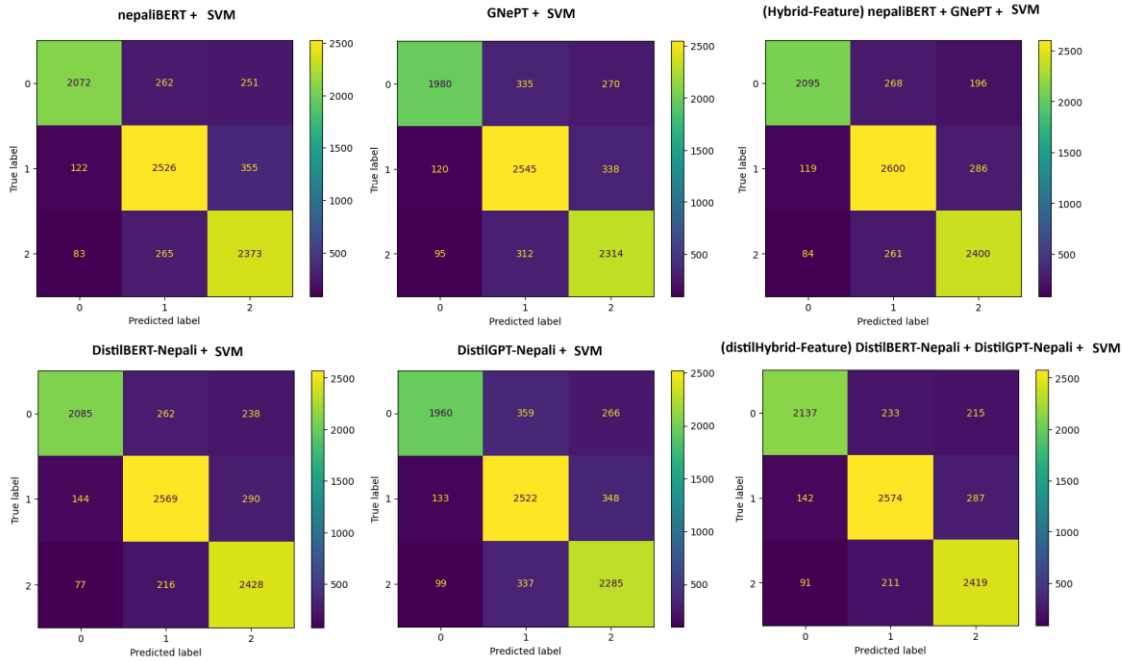 nepaliBERT + SVM
0 2072 262 251
1 122 2526 355
2 83 265 2373
0 1 2
True label
Predicted label
2500
2000
1500
1000
500
GNePT + SVM
0 1980 335 270
1 120 2545 338
2 95 312 2314
0 1 2
True label
Predicted label
2500
2000
1500
1000
500
(Hybrid-Feature) nepaliBERT + GNePT + SVM
0 2095 268 196
1 119 2600 286
2 84 261 2400
0 1 2
True label
Predicted label
2500
2000
1500
1000
500
DistilBERT-Nepali + SVM
0 2085 262 238
1 144 2569 290
2 77 216 2428
0 1 2
True label
Predicted label
2500
2000
1500
1000
500
DistilGPT-Nepali + SVM
0 1960 359 266
1 133 2522 348
2 99 337 2285
0 1 2
True label
Predicted label
2500
2000
1500
1000
500
(distilHybrid-Feature) DistilBERT-Nepali + DistilGPT-Nepali + SVM
0 2137 233 215
1 142 2574 287
2 91 211 2419
0 1 2
True label
Predicted label
2500
2000
1500
1000
500